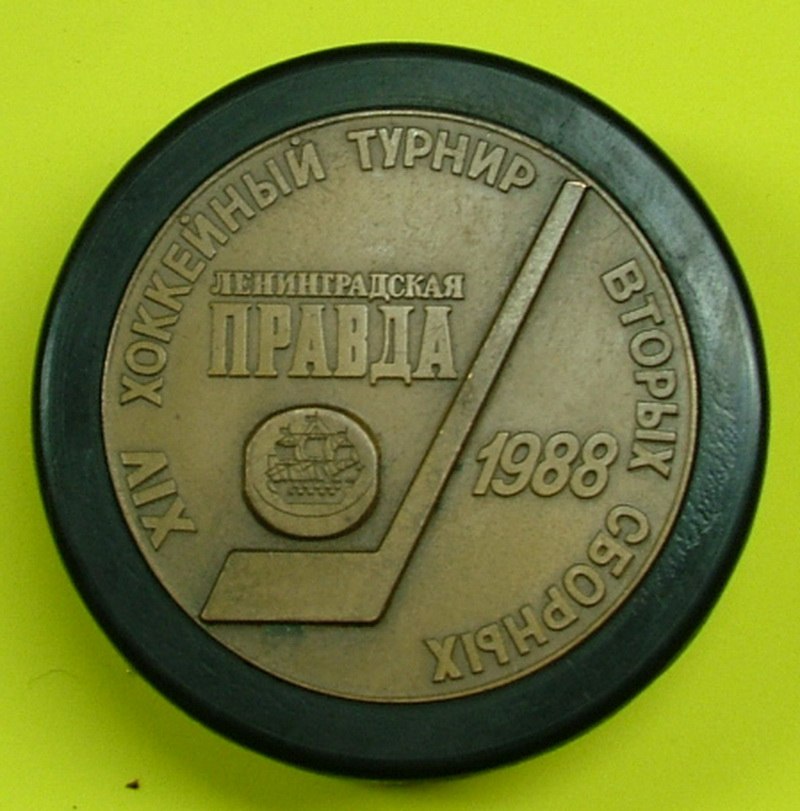 XIV ХОККЕЙНЫЙ ТУРНИР ВТОРЫХ СБОРНЫХ
ЛЕНИНГРАДСКАЯ
ПРАВДА
1988